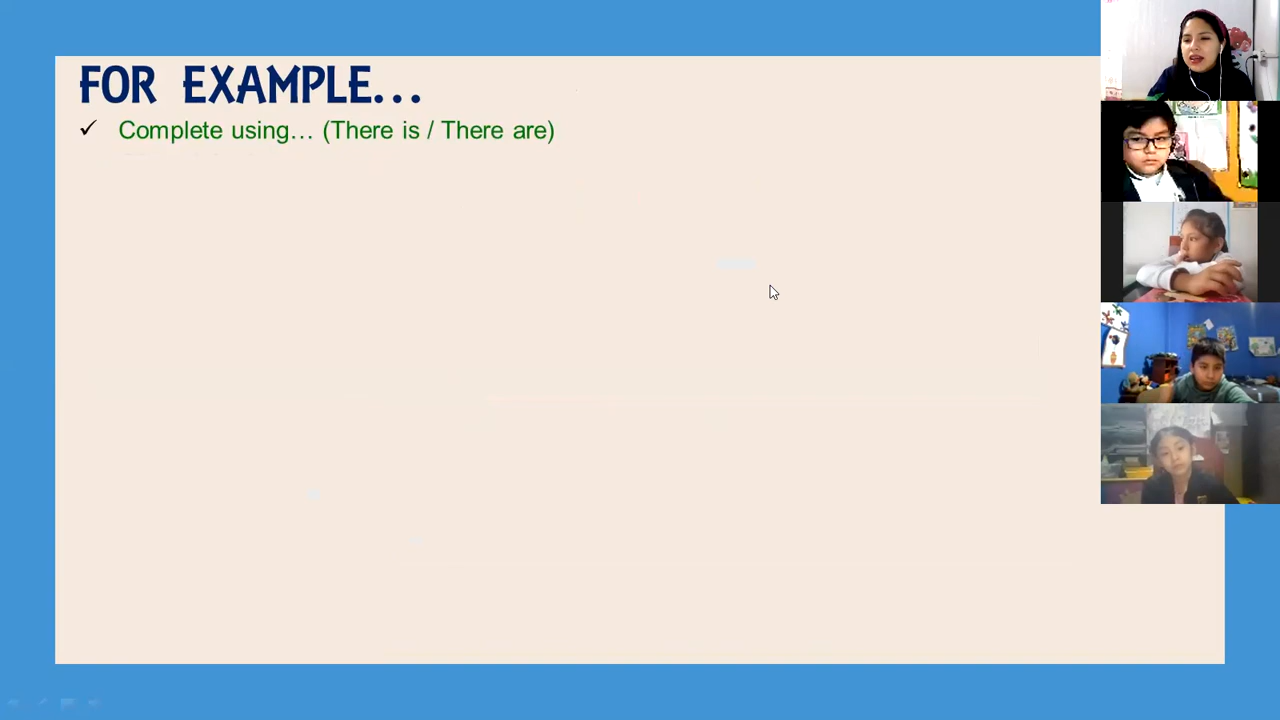 FOR EXAMPLE...
✓ Complete using... (There is / There are)